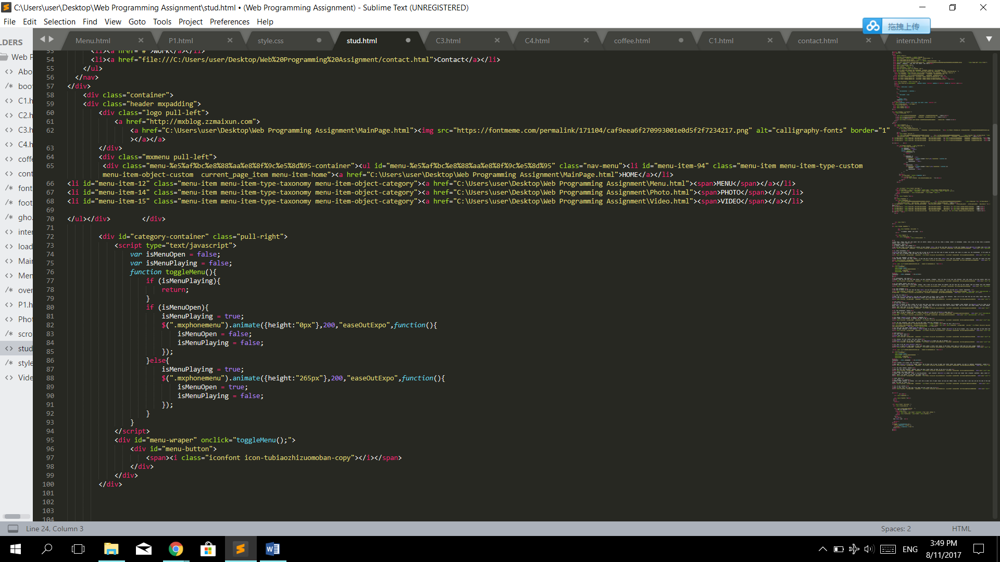 C:\Users\user\Desktop\Web Programming Assignment\stud.html • (Web Programming Assignment) - Sublime Text (UNREGISTERED)
File Edit Selection Find View Goto Tools Project Preferences Help
拖拽上传
LDERS
Menu.html P1.html style.css stud.html C3.html C4.html coffee.html C1.html contact.html intern.html
Web P
<> Abo
/* boot
<> C1.h
<> C2.h
<> C3.h
<> C4.h
<> coffe
<> cont
/* font
/* foot
/* gho.
<> inter
<> load
<> Mair
<> Men
/* over
<> P1.h
<> Phot
/* scro
<> stud
/* style
<> Vide
53 <li><a href="#">Work</a></li>
54 <li><a href="file:///C:/Users/user/Desktop/Web%20Programming%20Assignment/contact.html">Contact</a></li>
55 </ul>
56 </nav>
57 </div>
58 <div class="container">
59 <div class="header mxpadding">
60 <div class="logo pull-left">
61 <a href="http://mxblog.zzmaixun.com">
62 <a href="C:\Users\user\Desktop\Web Programming Assignment\MainPage.html"><img src="https://fontmeme.com/permalink/171104/caf9eea6f270993001e0d5f2f7234217.png" alt="calligraphy-fonts" border="1"
></a></a>
63 </div>
64 <div class="mxmenu pull-left">
65 <div class="menu-%e5%af%bc%e8%88%aa%e8%8f%9c%e5%8d%95-container"><ul id="menu-%e5%af%bc%e8%88%aa%e8%8f%9c%e5%8d%95" class="nav-menu"><li id="menu-item-94" class="menu-item menu-item-type-custom
menu-item-object-custom current_page_item menu-item-home"><a href="C:\Users\user\Desktop\Web Programming Assignment\MainPage.html">HOME</a></li>
66 <li id="menu-item-12" class="menu-item menu-item-type-taxonomy menu-item-object-category"><a href="C:\Users\user\Desktop\Web Programming Assignment\Menu.html"><span>MENU</span></a></li>
67 <li id="menu-item-14" class="menu-item menu-item-type-taxonomy menu-item-object-category"><a href="C:\Users\user\Desktop\Web Programming Assignment\Photo.html"><span>PHOTO</span></a></li>
68 <li id="menu-item-15" class="menu-item menu-item-type-taxonomy menu-item-object-category"><a href="C:\Users\user\Desktop\Web Programming Assignment\Video.html"><span>VIDEO</span></a></li>
69
70 </ul></div> </div>
71
72 <div id="category-container" class="pull-right">
73 <script type="text/javascript">
74 var isMenuOpen = false;
75 var isMenuPlaying = false;
76 function toggleMenu(){
77 if (isMenuPlaying){
78 return;
79 }
80 if (isMenuOpen){
81 isMenuPlaying = true;
82 $(".mxphonemenu").animate({height:"0px"},200,"easeOutExpo",function(){
83 isMenuOpen = false;
84 isMenuPlaying = false;
85 });
86 }else{
87 isMenuPlaying = true;
88 $(".mxphonemenu").animate({height:"265px"},200,"easeOutExpo",function(){
89 isMenuOpen = true;
90 isMenuPlaying = false;
91 });
92 }
93 }
94 </script>
95 <div id="menu-wraper" onclick="toggleMenu();">
96 <div id="menu-button">
97 <span><i class="iconfont icon-tubiaozhizuomoban-copy"></i></span>
98 </div>
99 </div>
100 </div>
101
102
103
104
Line 24, Column 3 Spaces: 2 HTML
ENG
3:49 PM
8/11/2017